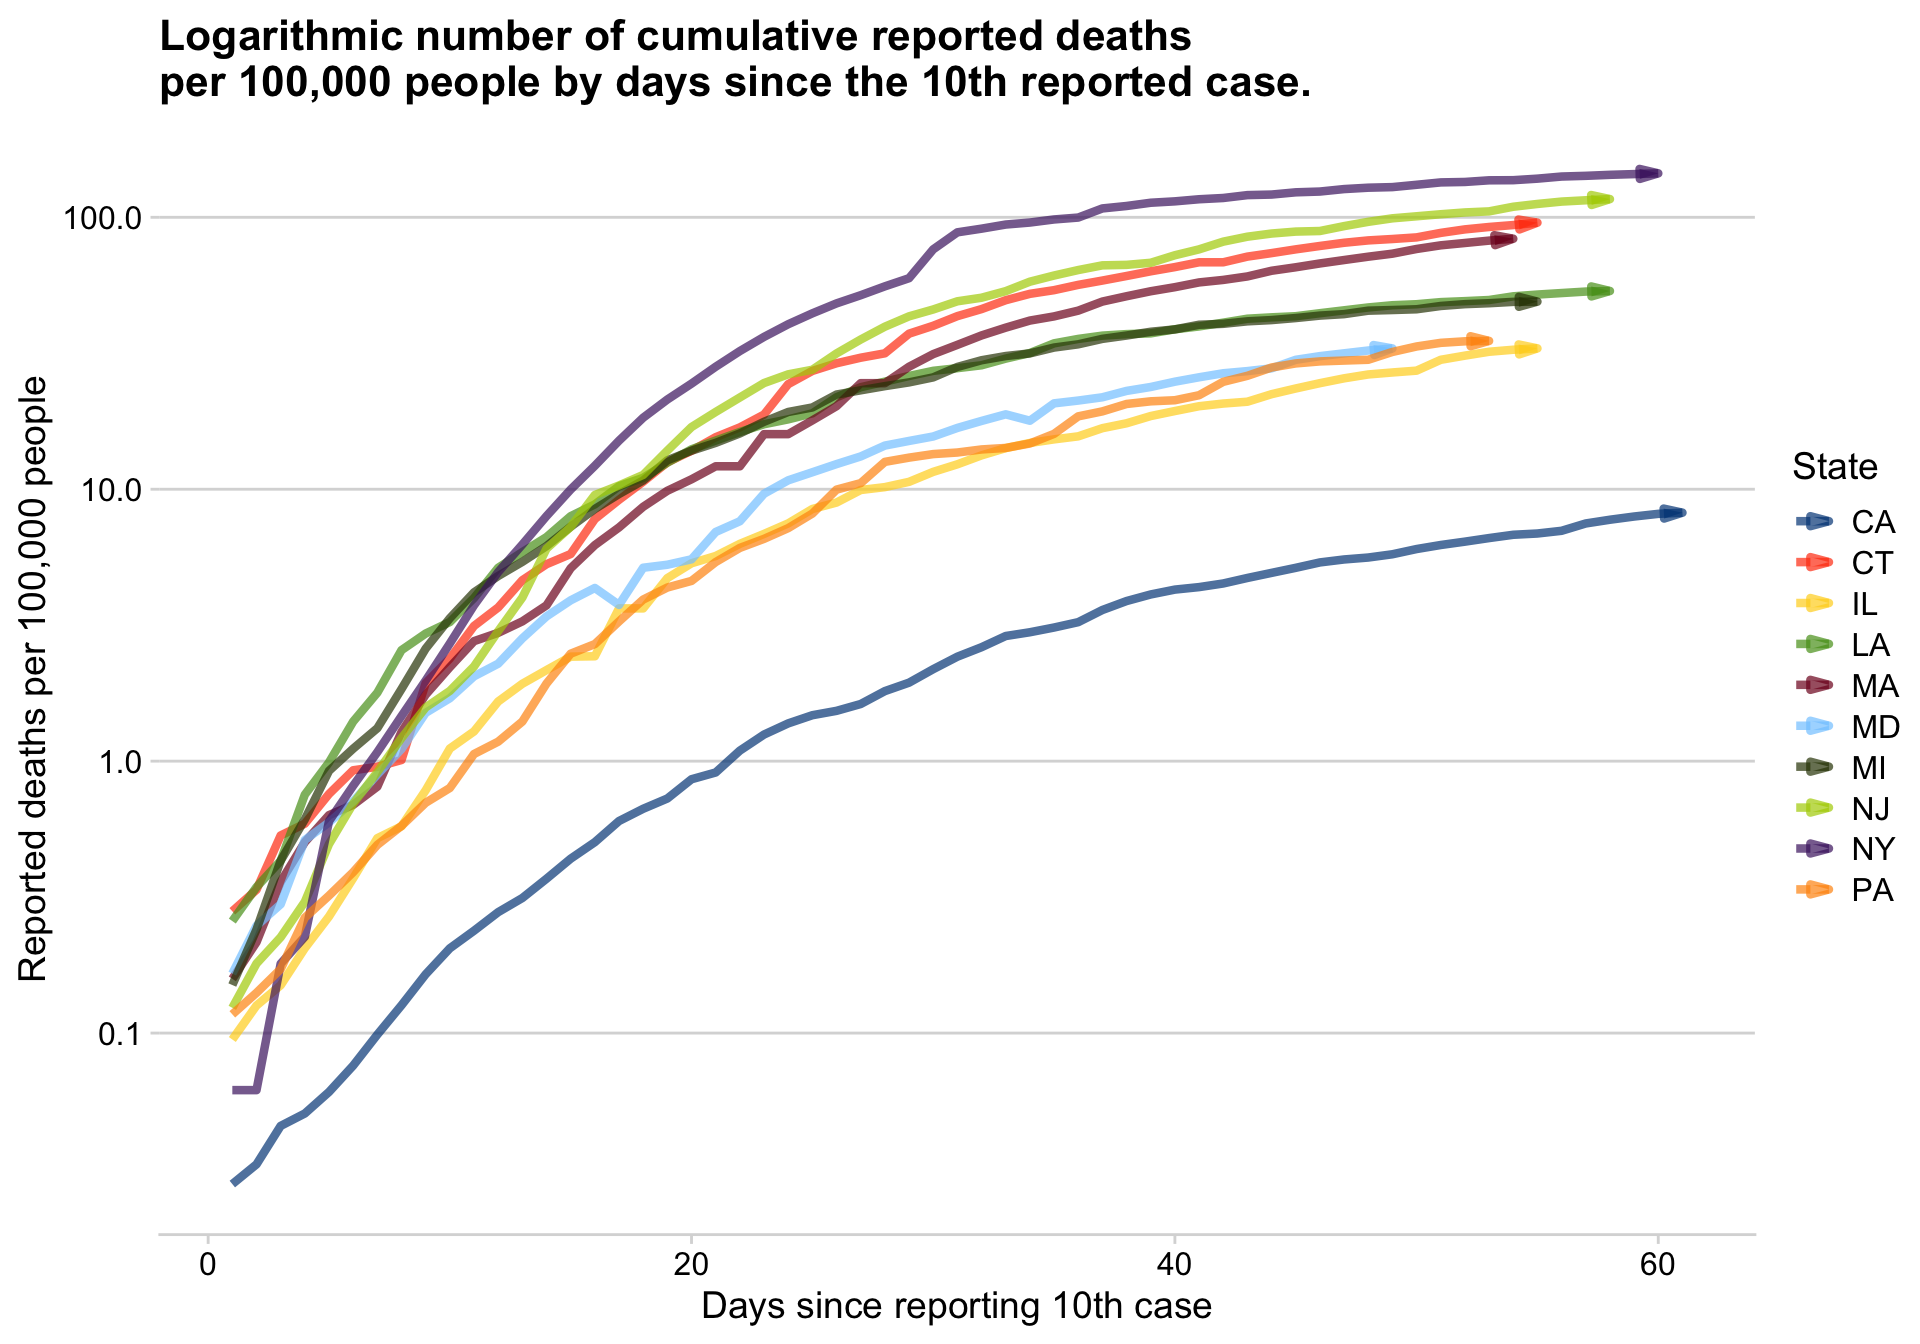 Logarithmic number of cumulative reported deaths
per 100,000 people by days since the 10th reported case.
Reported deaths per 100,000 people
100.0
10.0
1.0
0.1
0
20
40
60
Days since reporting 10th case
State
CA
CT
IL
LA
MA
MD
MI
NJ
NY
PA